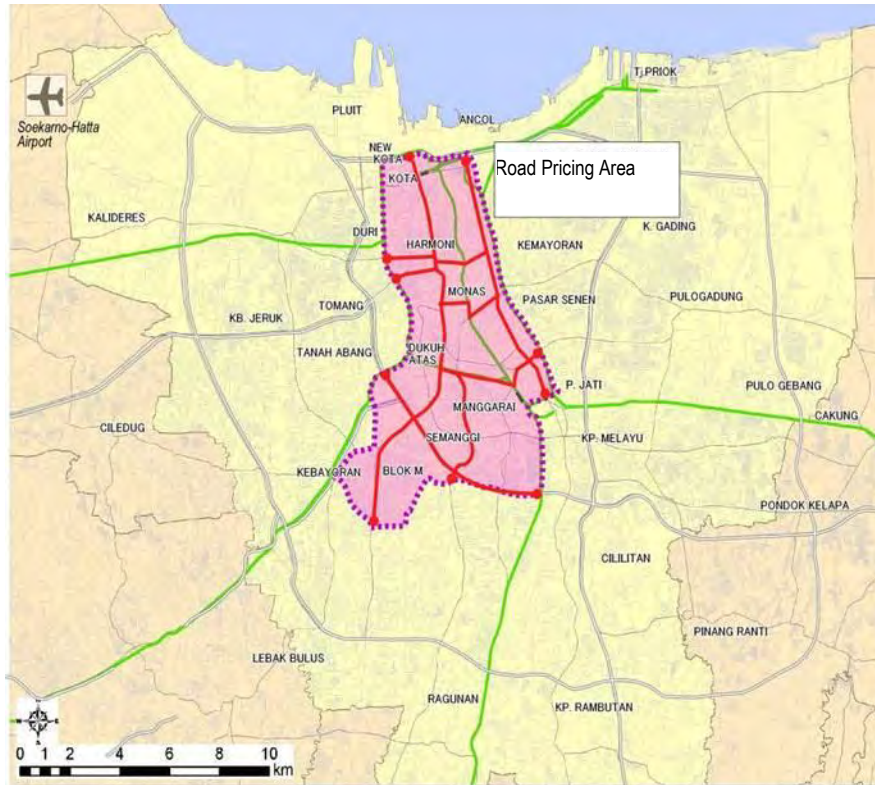 Tj.PRIOK
PLUIT
ANCOL
Soekarno-Hatta
Airport
NEW
KOTA
KOTA
Road Pricing Area
KALIDERES
DURI
HARMONI
KEMAYORAN
K. GADING
MONAS
PASAR SENEN
PULOGADUNG
TOMANG
KB. JERUK
TANAH ABANG
DUKUH
ATAS
P. JATI
PULO GEBANG
MANGGARAI
CAKUNG
CILEDUG
SEMANGGI
KP. MELAYU
KEBAYORAN
BLOK M
PONDOK KELAPA
CILILITAN
PINANG RANTI
LEBAK BULUS
RAGUNAN
KP. RAMBUTAN
0 1 2 4 6 8 10
km